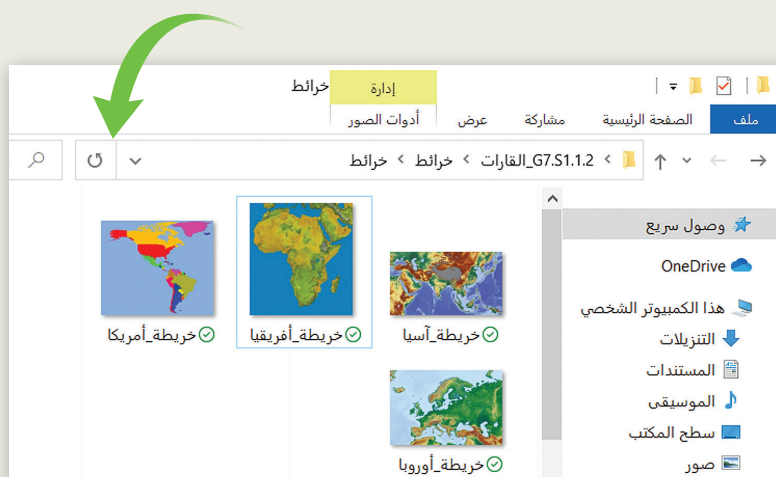 إدارة
خرائط
ملف
الصفحة الرئيسية
مشاركة
عرض
أدوات الصور
G7.S1.1.2_القارات › خرائط › خرائط
وصول سريع
OneDrive
هذا الكمبيوتر الشخصي
التنزيلات
المستندات
الموسيقى
سطح المكتب
صور
خريطة_آسيا
خريطة_أفريقيا
خريطة_أمريكا
خريطة_أوروبا